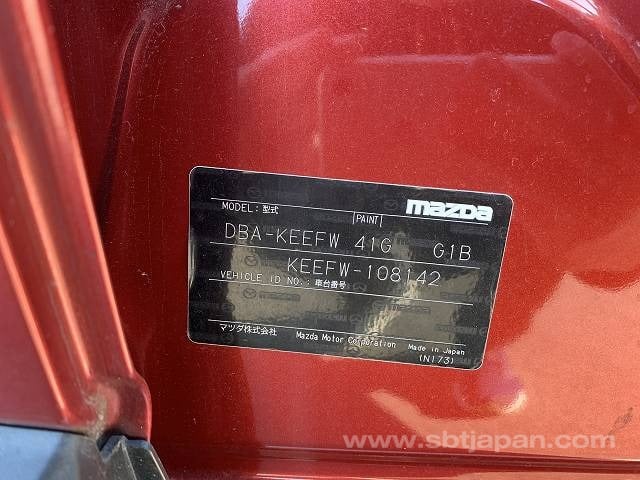 MODEL: 型式
PAINT
mazda
DBA-KEEFW 41G G1B
KEEFW-108142
VEHICLE ID NO.: 車台番号
マツダ株式会社 Mazda Motor Corporation Made in Japan
(N173)
www.sbtjapan.com